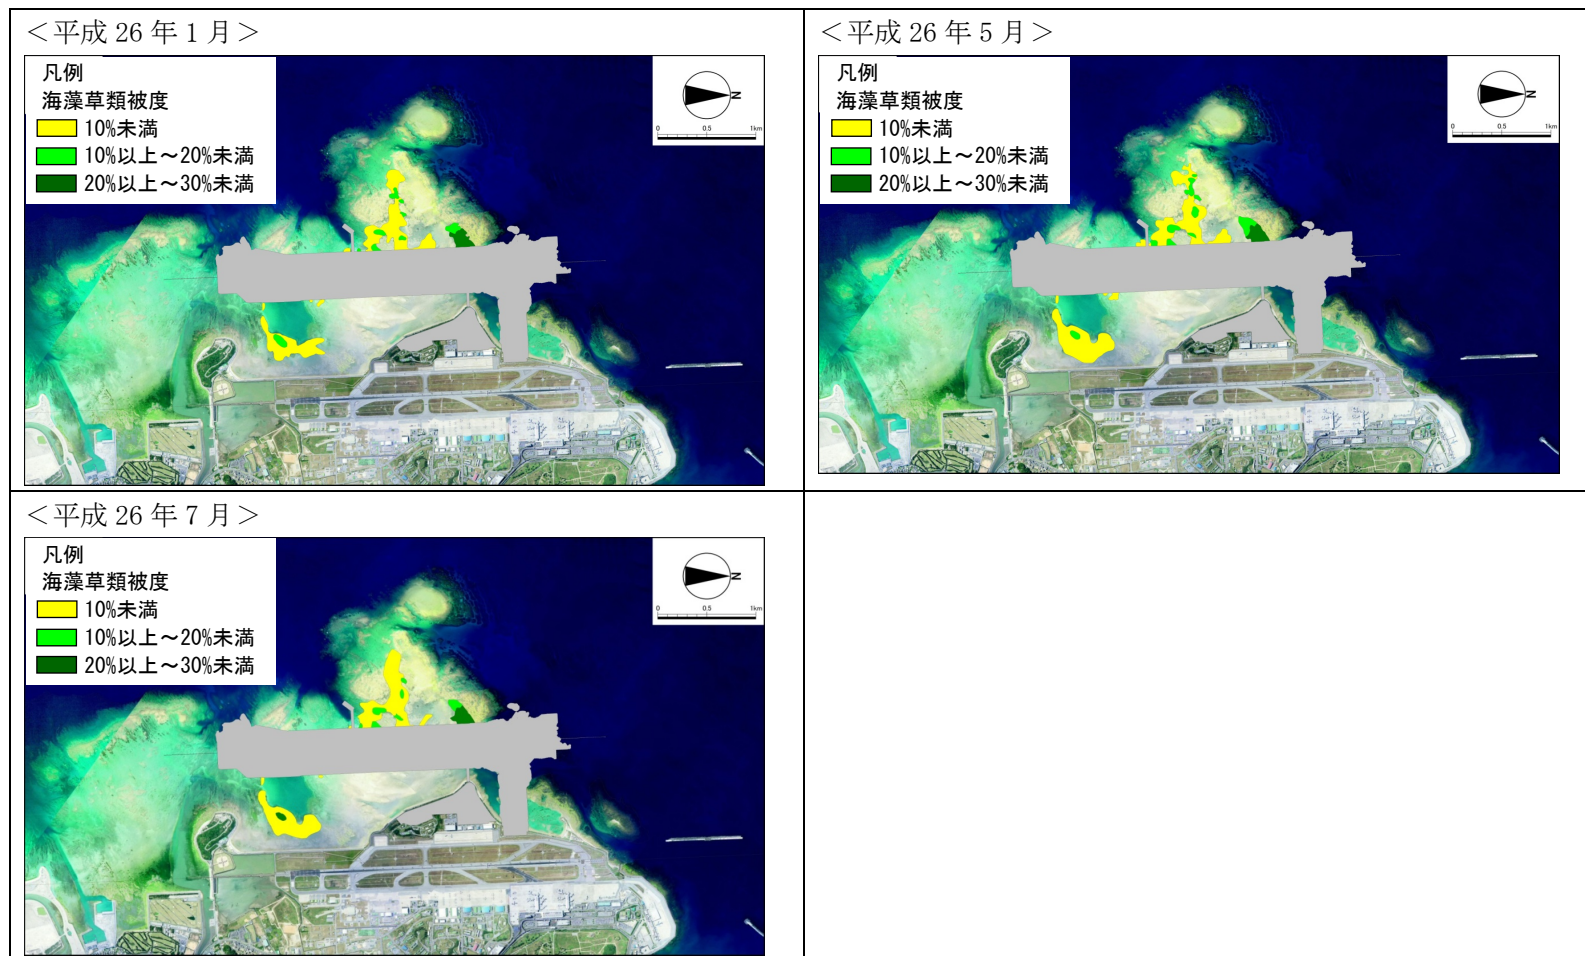 ＜平成 26 年 1 月＞
凡例
海藻草類被度
10%未満
10%以上～20%未満
20%以上～30%未満
N
0 0.5 1km
＜平成 26 年 5 月＞
凡例
海藻草類被度
10%未満
10%以上～20%未満
20%以上～30%未満
N
0 0.5 1km
＜平成 26 年 7 月＞
凡例
海藻草類被度
10%未満
10%以上～20%未満
20%以上～30%未満
N
0 0.5 1km